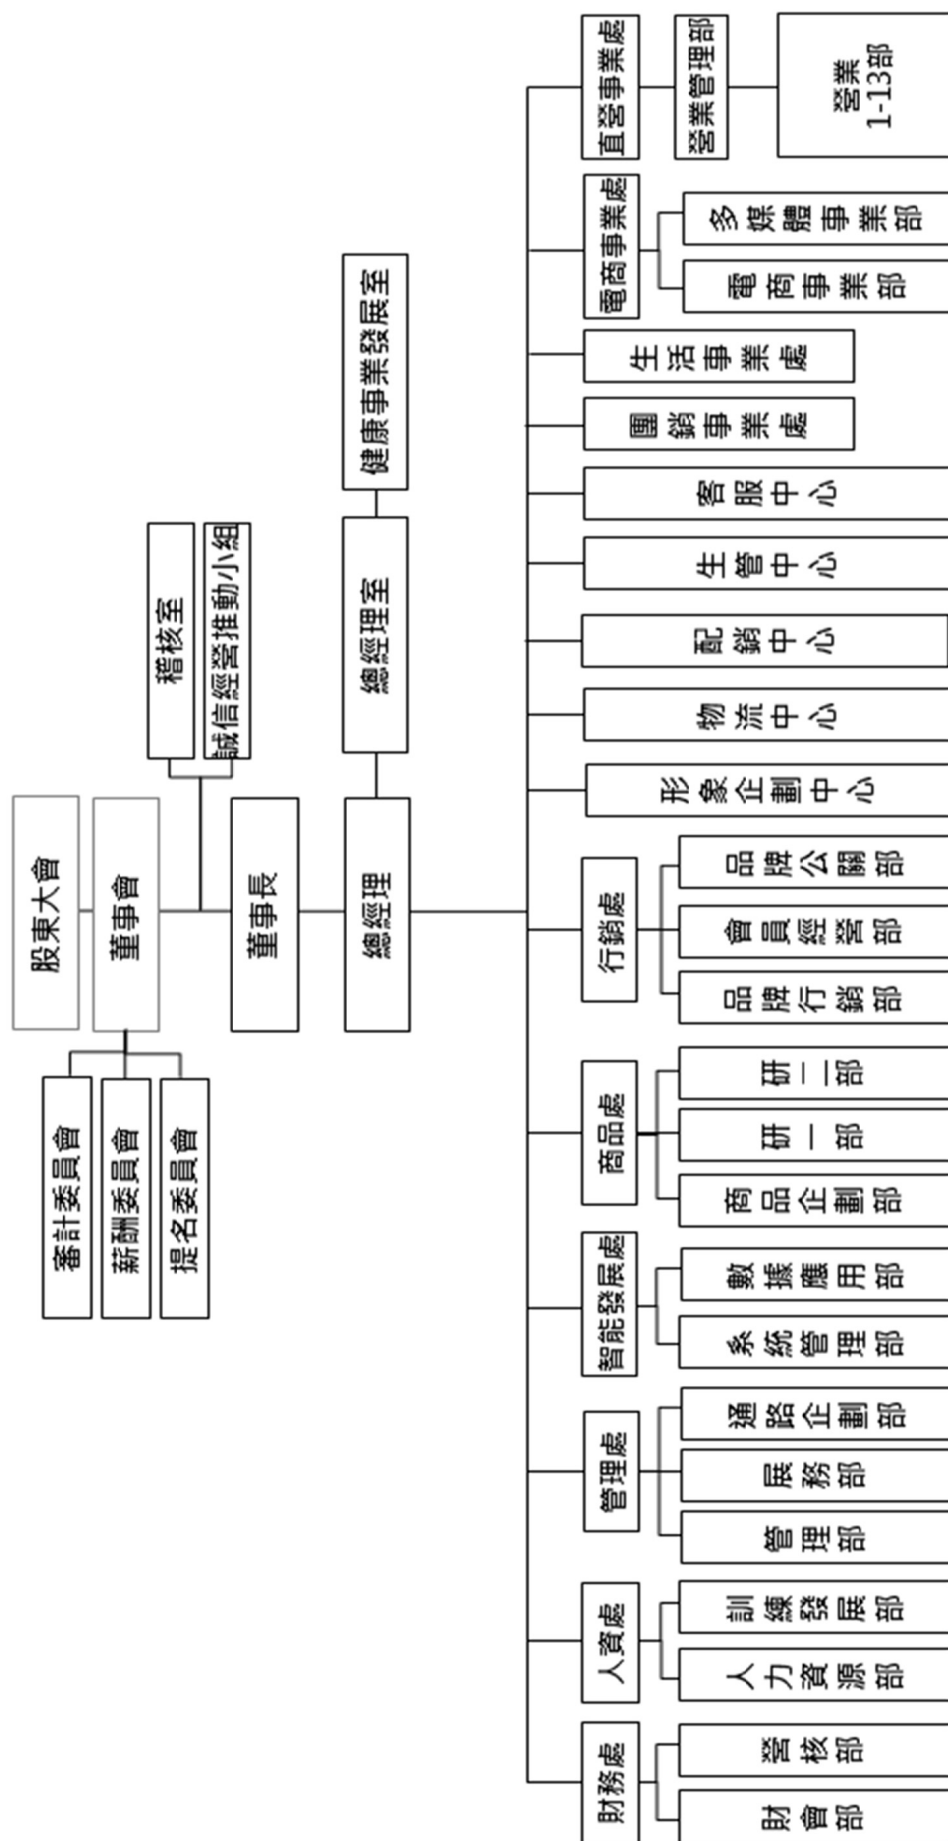 股東大會
董事會
審計委員會
薪酬委員會
提名委員會
稽核室
誠信經營推動小組
董事長
總經理
總經理室
健康事業發展室
財務處
財會部
營核部
人資處
人力資源部
訓練發展部
管理處
管理部
展務部
通路企劃部
智能發展處
系統管理部
數據應用部
商品處
商品企劃部
研一部
研二部
行銷處
品牌行銷部
會員經營部
品牌公關部
形象企劃中心
物流中心
配銷中心
生管中心
客服中心
團銷事業處
生活事業處
電商事業處
電商事業部
多媒體事業部
直營事業處
營業管理部
營業
1-13部